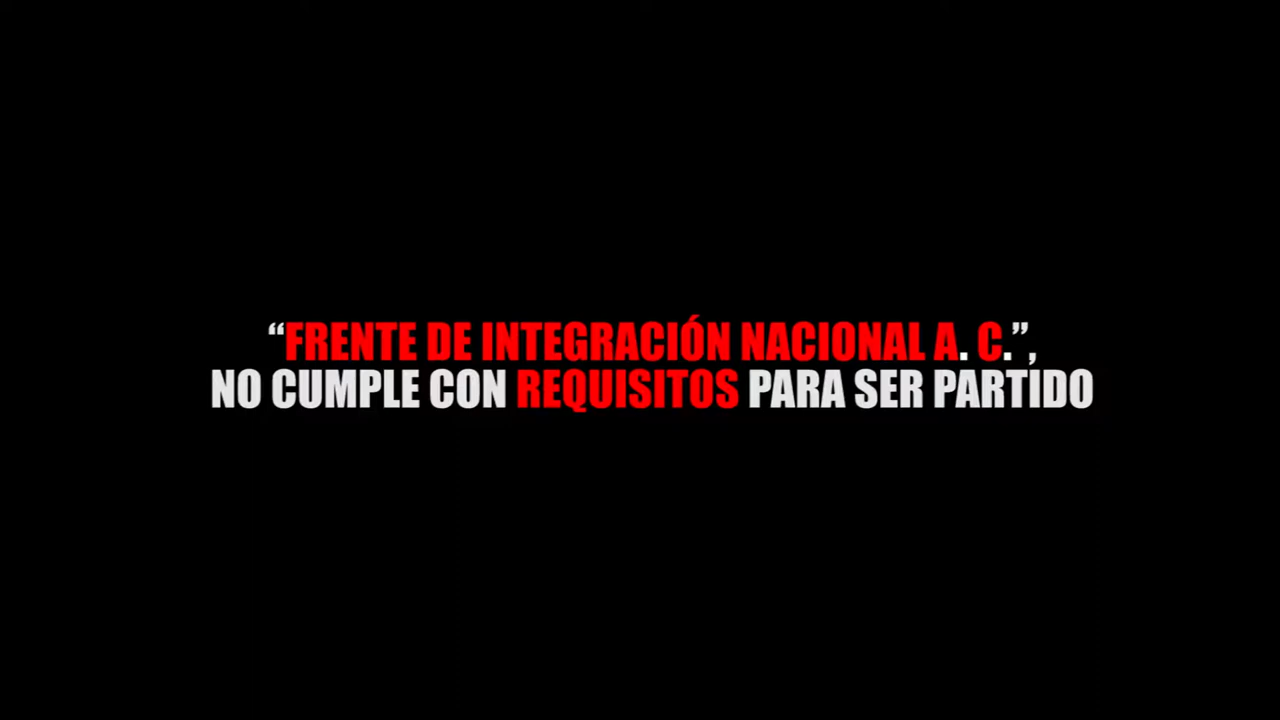 “FRENTE DE INTEGRACIÓN NACIONAL A. C.”,
NO CUMPLE CON REQUISITOS PARA SER PARTIDO